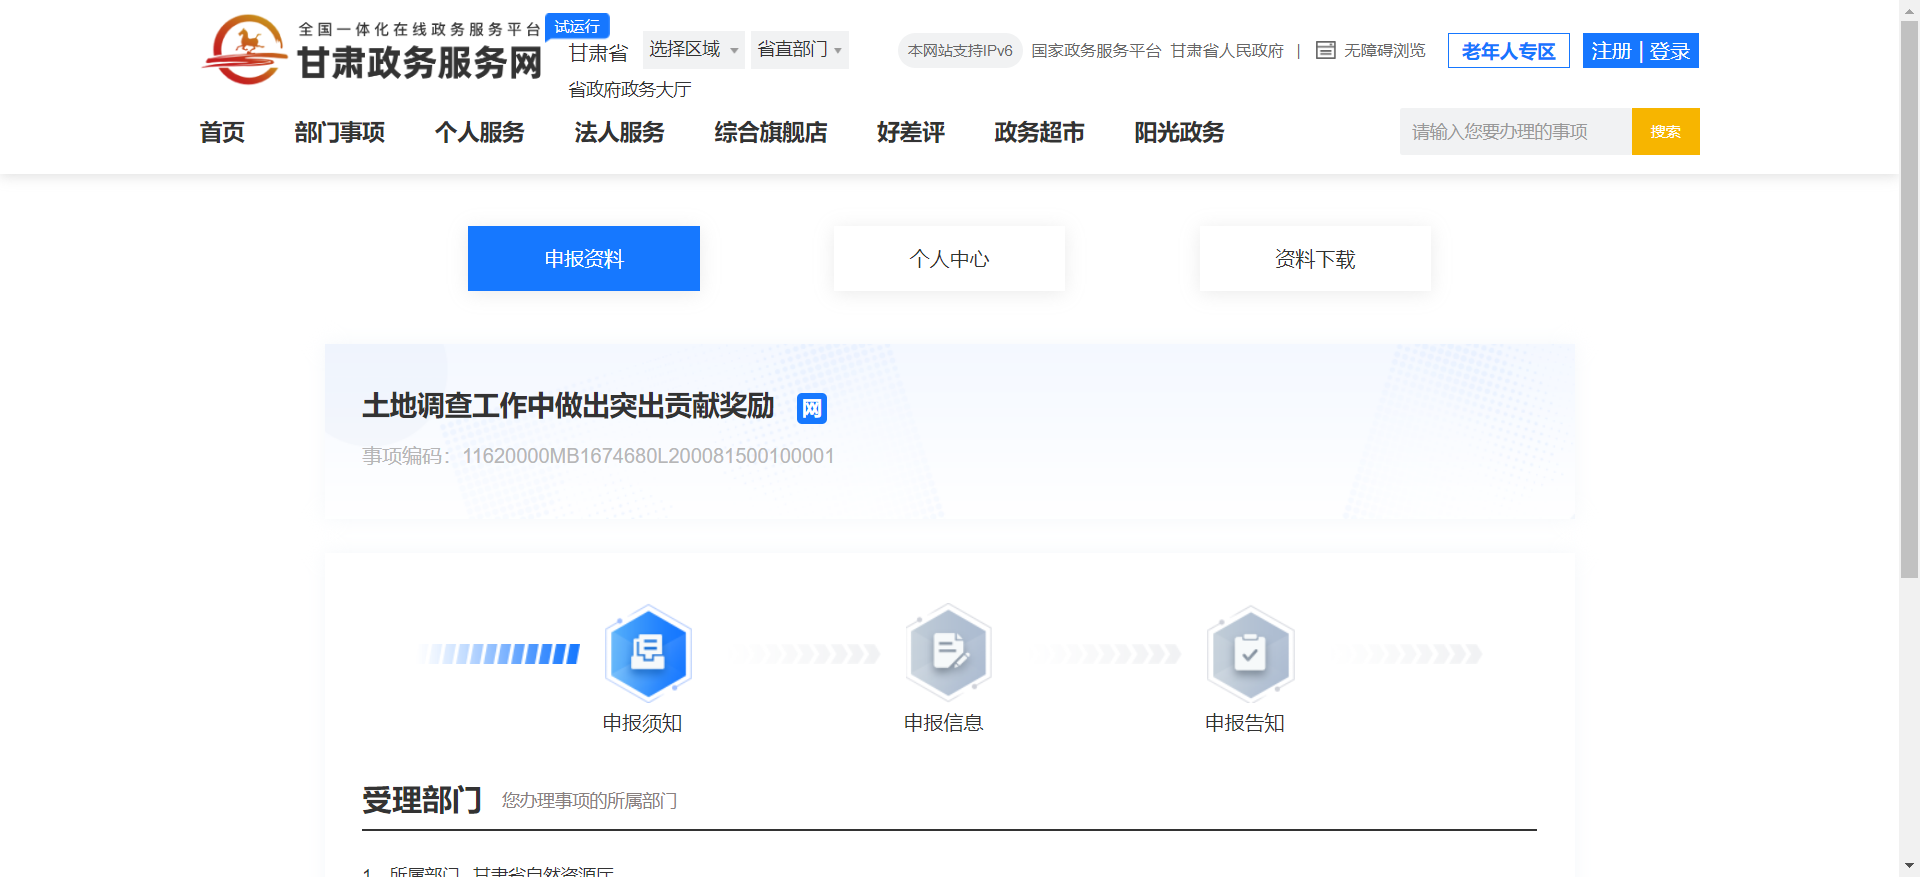 全国一体化在线政务服务平台
试运行
甘肃政务服务网
甘肃省
选择区域
省直部门
省政府政务大厅
本网站支持IPv6
国家政务服务平台
甘肃省人民政府
|
无障碍浏览
老年人专区
注册 | 登录
首页
部门事项
个人服务
法人服务
综合旗舰店
好差评
政务超市
阳光政务
请输入您要办理的事项
搜索
申报资料
个人中心
资料下载
土地调查工作中做出突出贡献奖励
网
事项编码：11620000MB1674680L200081500100001
申报须知
申报信息
申报告知
受理部门
您办理事项的所属部门
1、所属部门 甘肃省自然资源厅